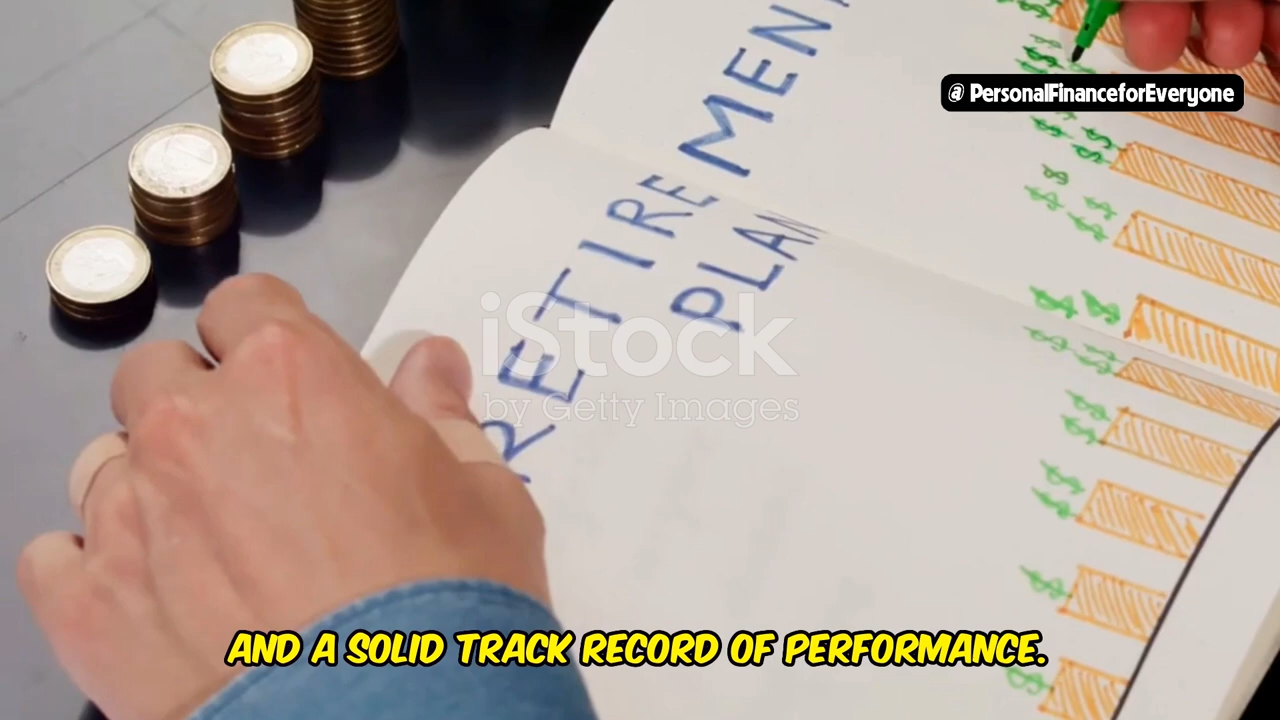 @ PersonalFinanceforEveryone
RETIREMENT
PLAN
iStock
by Getty Images
AND A SOLID TRACK RECORD OF PERFORMANCE.